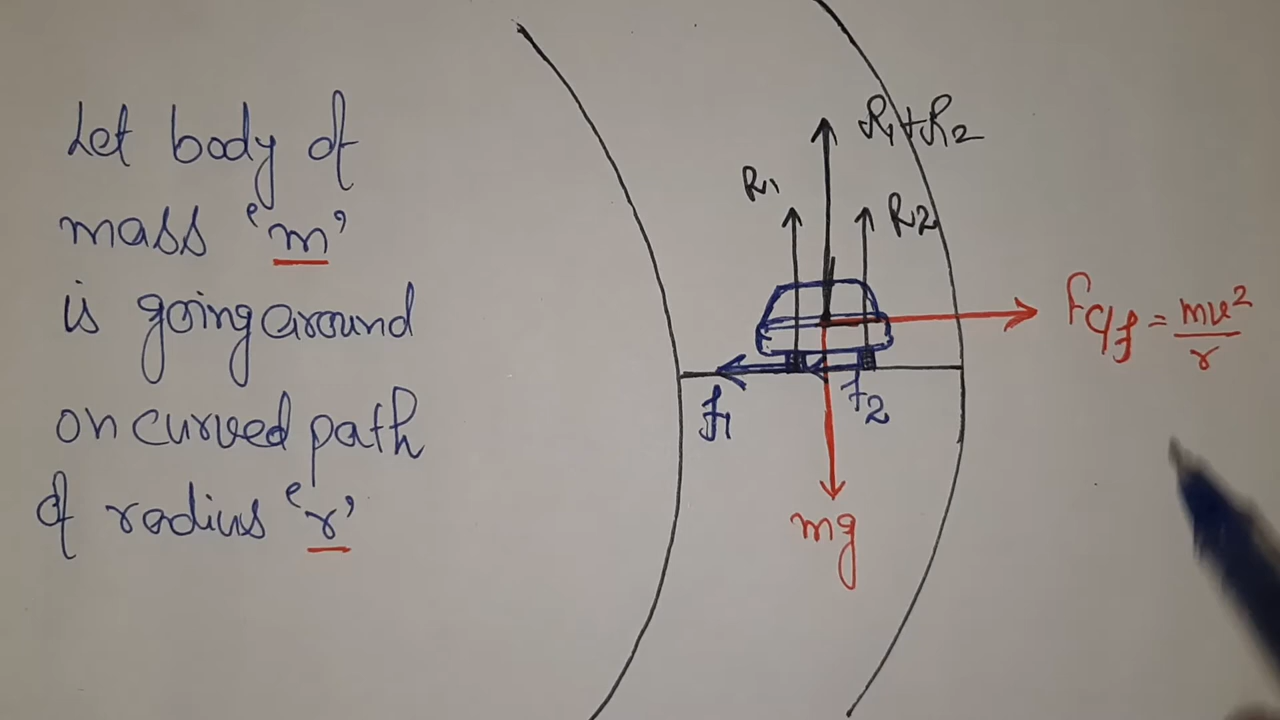 Let body of
mass 'm'
is going around
on curved path
of radius 'r'
R1+R2
R1
R2
Fcf = mv²/r
f1
f2
mg